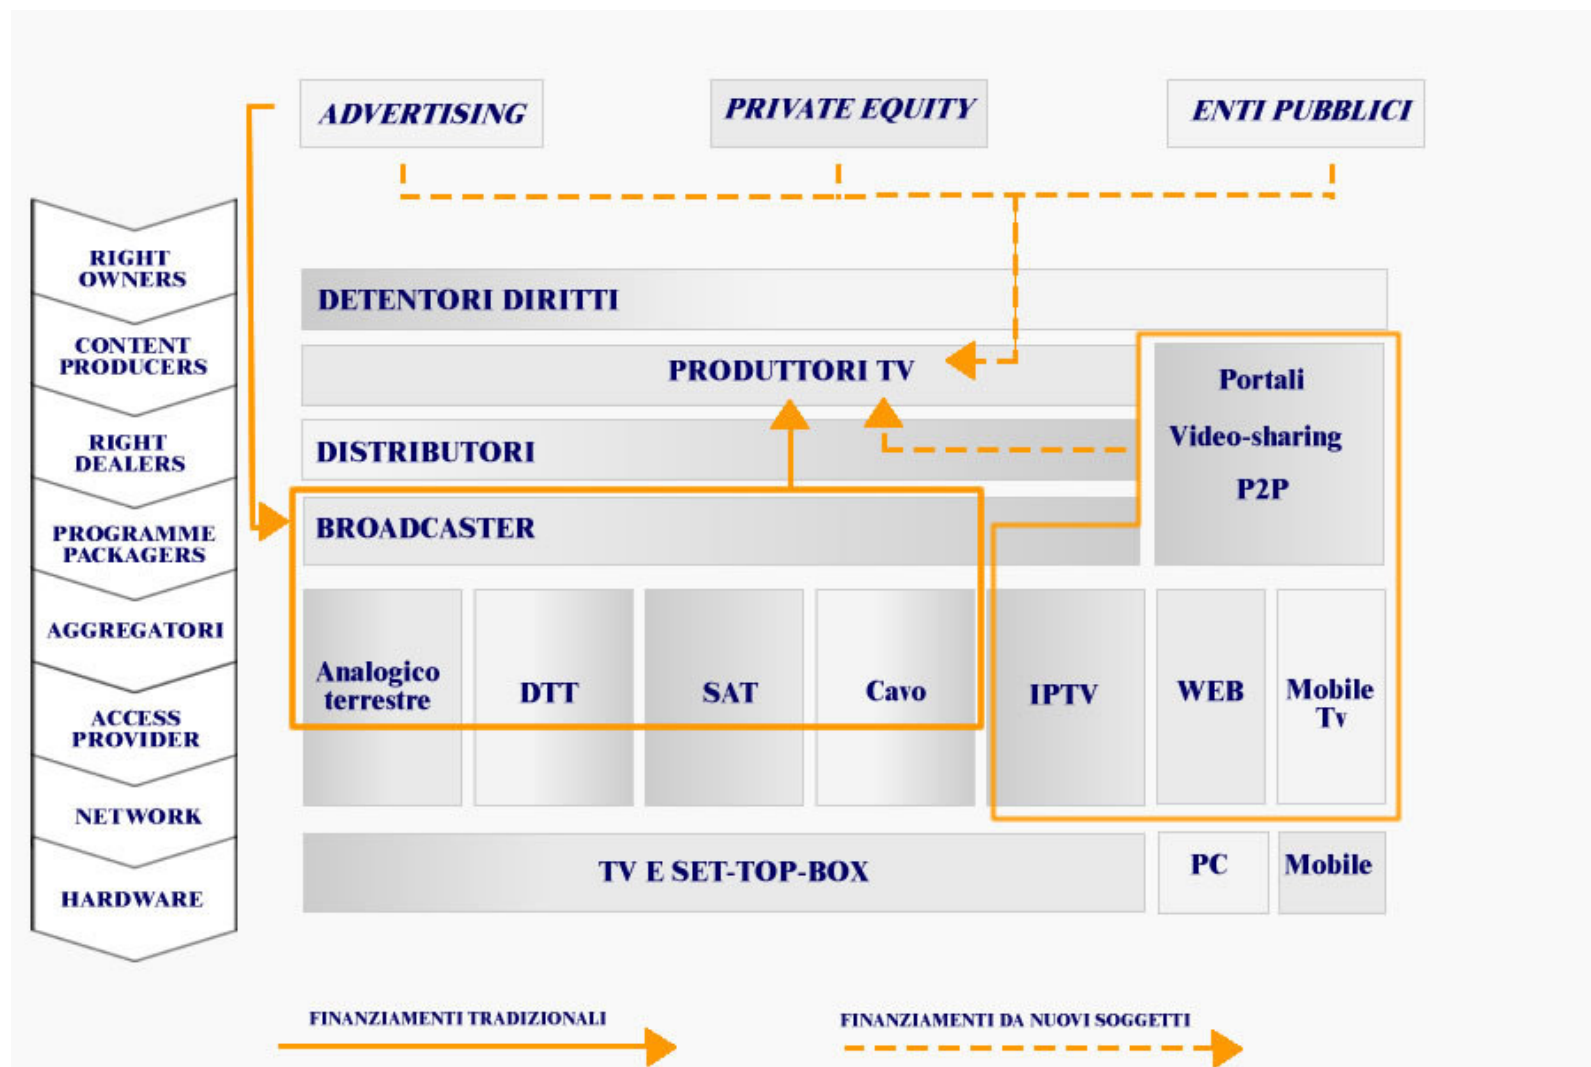 ADVERTISING
PRIVATE EQUITY
ENTI PUBBLICI
RIGHT
OWNERS
CONTENT
PRODUCERS
RIGHT
DEALERS
PROGRAMME
PACKAGERS
AGGREGATORI
ACCESS
PROVIDER
NETWORK
HARDWARE
DETENTORI DIRITTI
PRODUTTORI TV
DISTRIBUTORI
BROADCASTER
Portali
Video-sharing
P2P
Analogico
terrestre
DTT
SAT
Cavo
IPTV
WEB
Mobile
Tv
TV E SET-TOP-BOX
PC
Mobile
FINANZIAMENTI TRADIZIONALI
FINANZIAMENTI DA NUOVI SOGGETTI